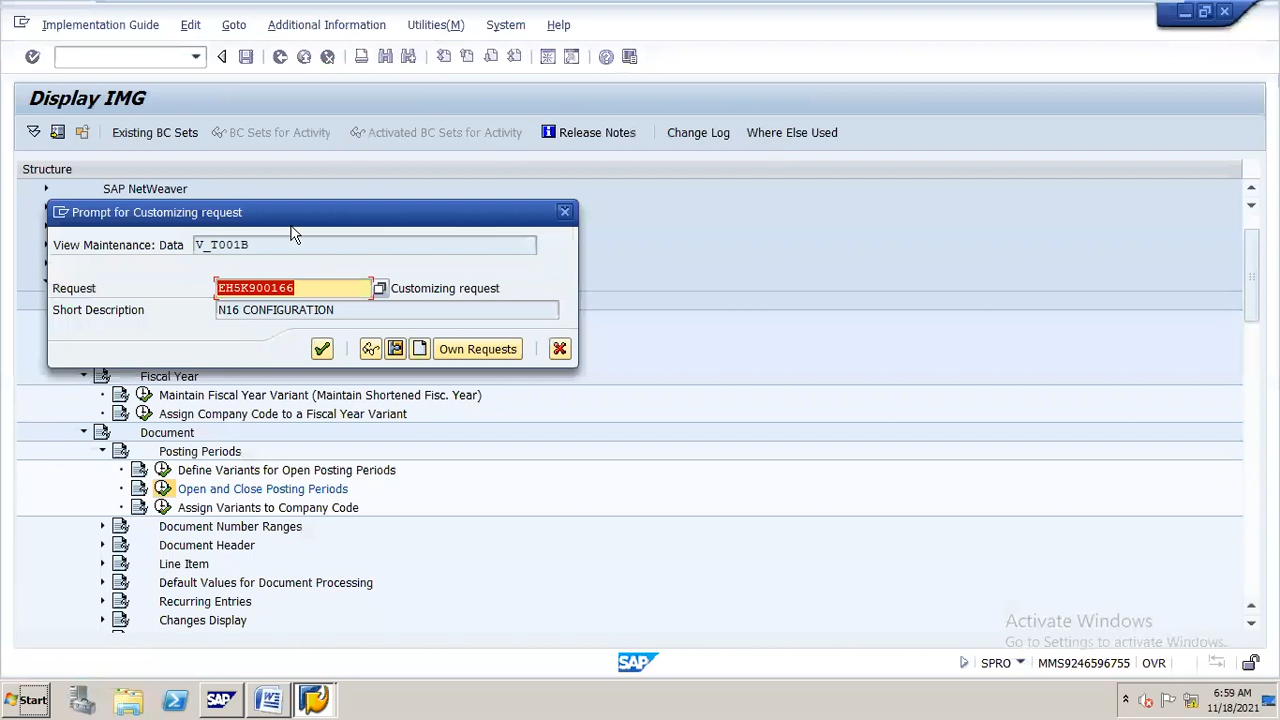 Implementation Guide Edit Goto Additional Information Utilities(M) System Help
Display IMG
Existing BC Sets BC Sets for Activity Activated BC Sets for Activity Release Notes Change Log Where Else Used
Structure
SAP NetWeaver
Prompt for Customizing request
View Maintenance: Data V_T001B
Request EH5K900166 Customizing request
Short Description N16 CONFIGURATION
Own Requests
Fiscal Year
Maintain Fiscal Year Variant (Maintain Shortened Fisc. Year)
Assign Company Code to a Fiscal Year Variant
Document
Posting Periods
Define Variants for Open Posting Periods
Open and Close Posting Periods
Assign Variants to Company Code
Document Number Ranges
Document Header
Line Item
Default Values for Document Processing
Recurring Entries
Changes Display
Activate Windows
Go to Settings to activate Windows.
SAP SPRO MMS9246596755 OVR
Start SAP 6:59 AM
11/18/2021